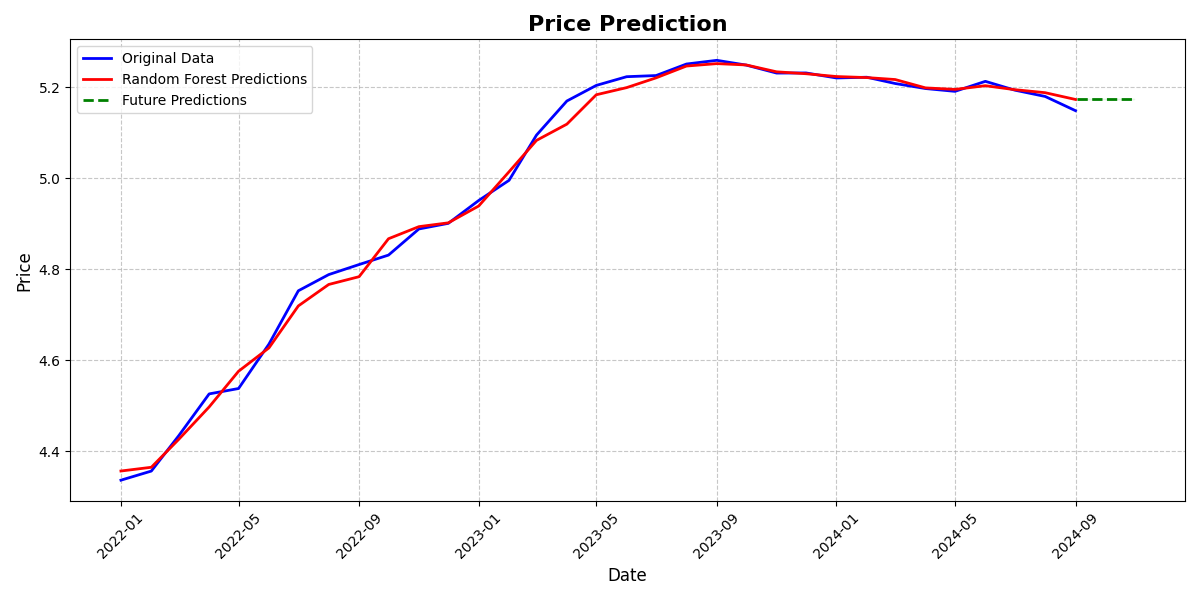 Price Prediction
Original Data
Random Forest Predictions
Future Predictions
Price
5.2
5.0
4.8
4.6
4.4
2022-01
2022-05
2022-09
2023-01
2023-05
2023-09
2024-01
2024-05
2024-09
Date